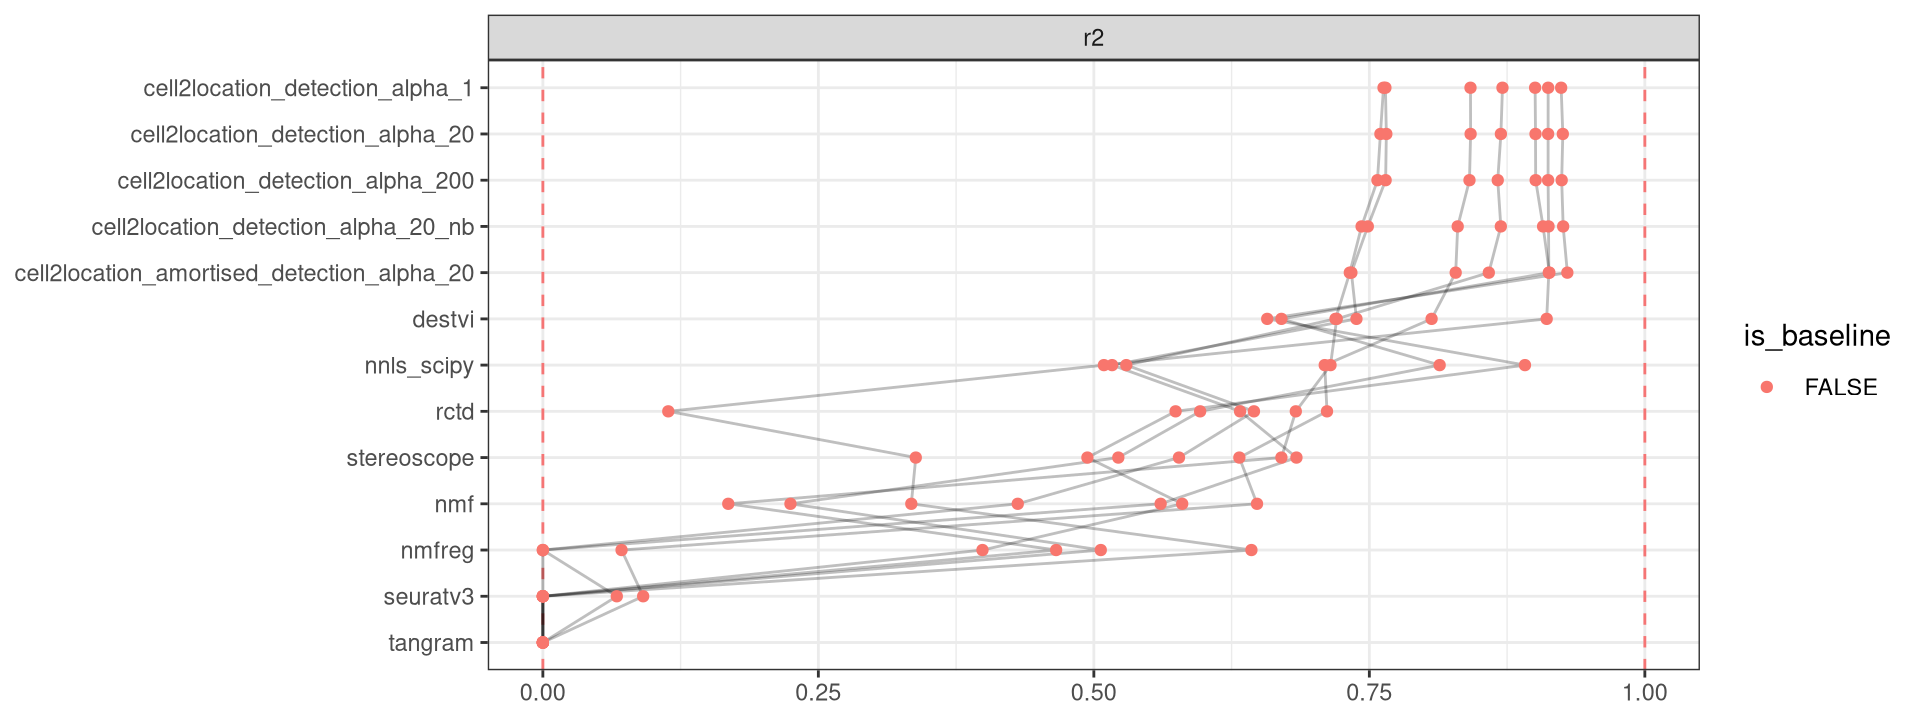 r2
cell2location_detection_alpha_1
cell2location_detection_alpha_20
cell2location_detection_alpha_200
cell2location_detection_alpha_20_nb
cell2location_amortised_detection_alpha_20
destvi
nnls_scipy
rctd
stereoscope
nmf
nmfreg
seuratv3
tangram
0.00 0.25 0.50 0.75 1.00
is_baseline
FALSE